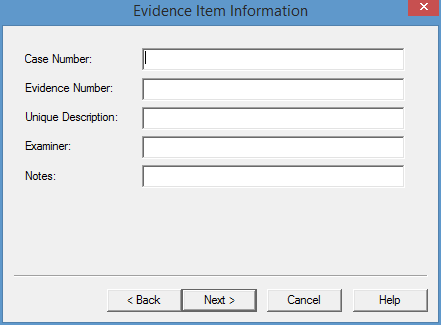 Evidence Item Information
Case Number:
Evidence Number:
Unique Description:
Examiner:
Notes:
< Back Next > Cancel Help